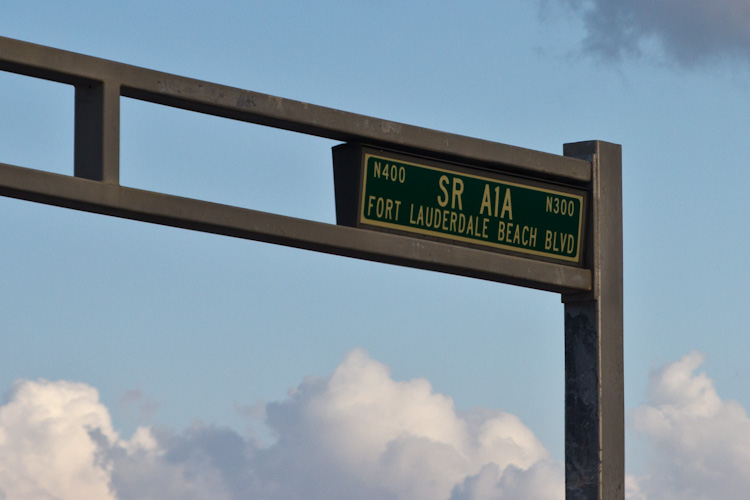 N400
SR A1A
N300
FORT LAUDERDALE BEACH BLVD